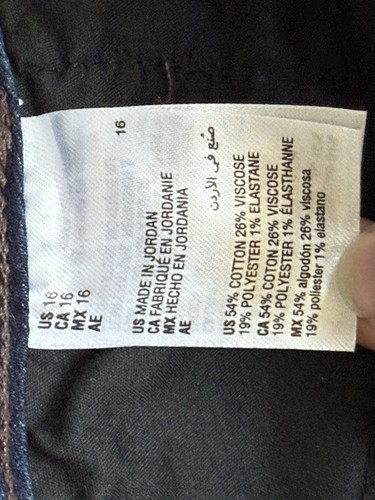 US 16
CA 16
MX 16
AE 16
US MADE IN JORDAN
CA FABRIQUÉ EN JORDANIE
MX HECHO EN JORDANIA
AE صنع في الأردن
US 54% COTTON 26% VISCOSE
19% POLYESTER 1% ELASTANE
CA 54% COTON 26% VISCOSE
19% POLYESTER 1% ÉLASTHANNE
MX 54% algodón 26% viscosa
19% poliester 1% elastano